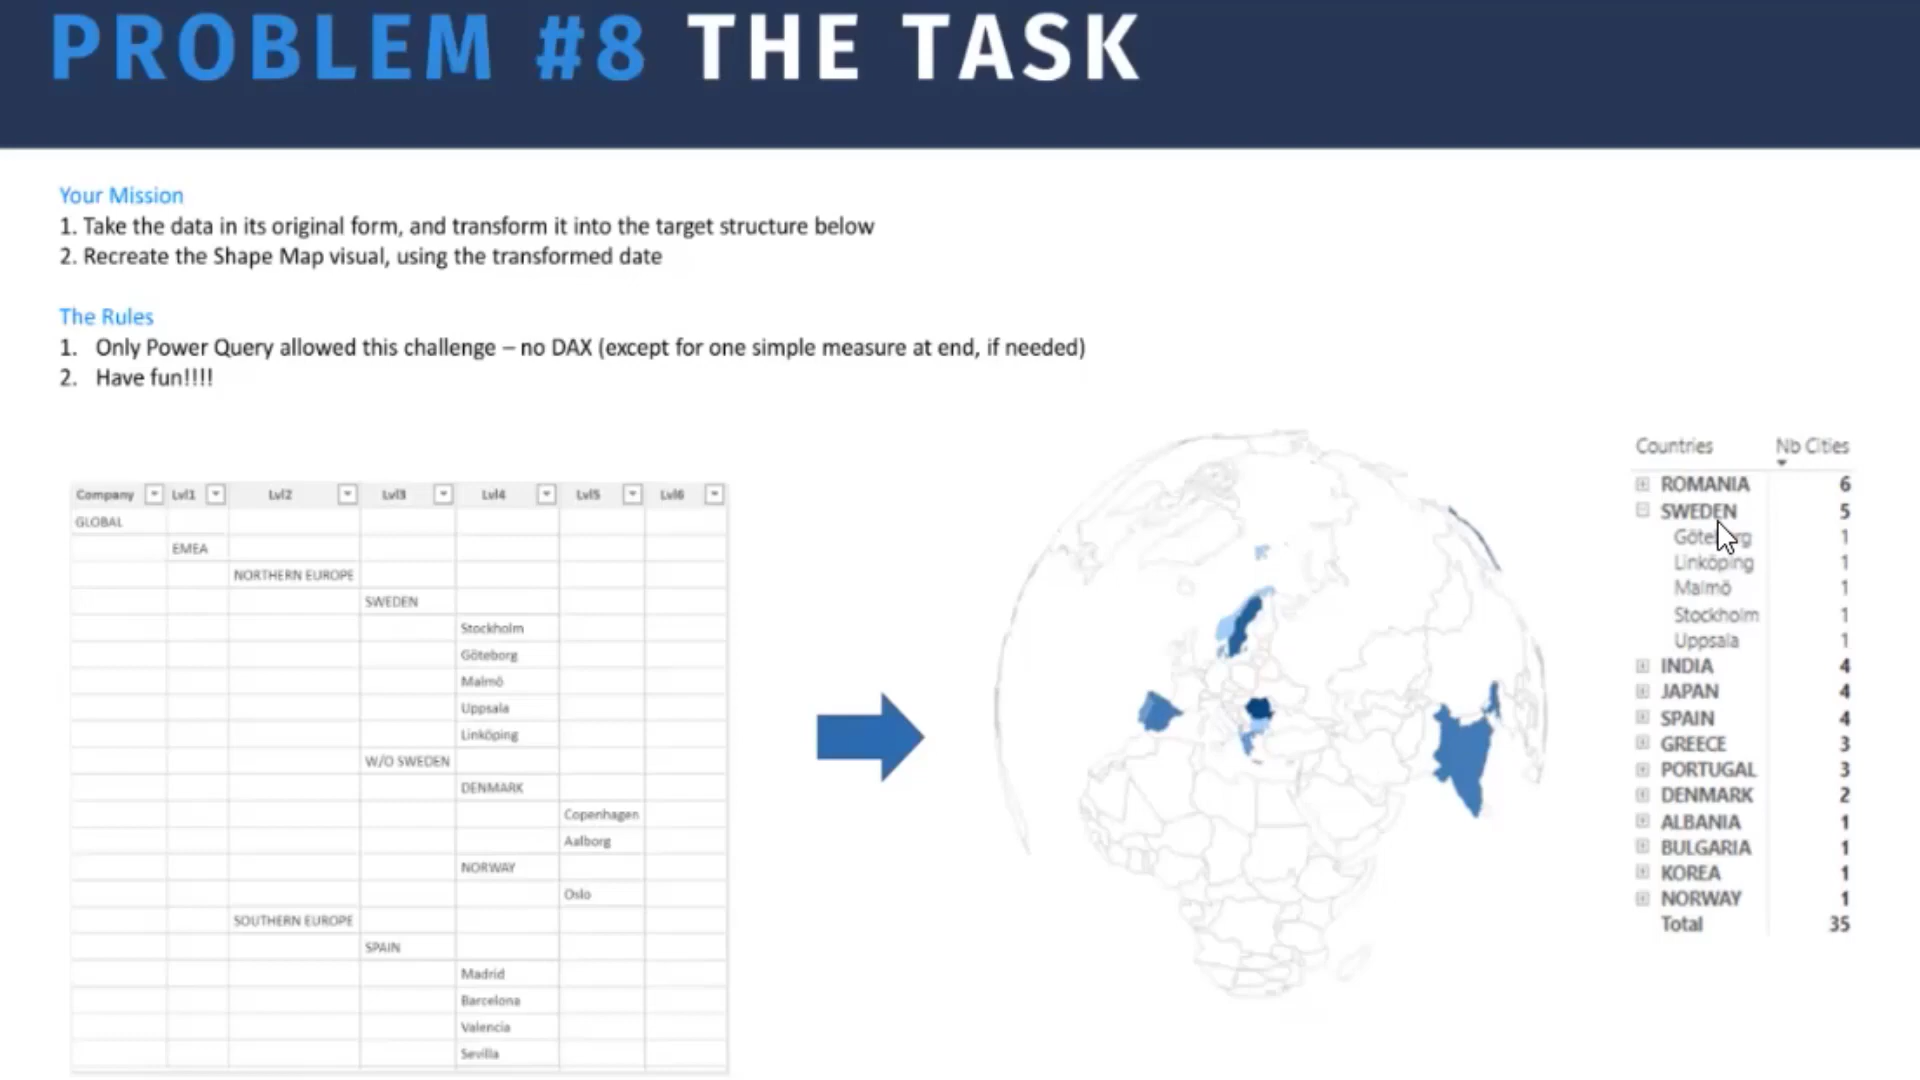 PROBLEM #8 THE TASK
Your Mission
1. Take the data in its original form, and transform it into the target structure below
2. Recreate the Shape Map visual, using the transformed date
The Rules
1. Only Power Query allowed this challenge – no DAX (except for one simple measure at end, if needed)
2. Have fun!!!!
Company Lvl1 Lvl2 Lvl3 Lvl4 Lvl5 Lvl6
GLOBAL
EMEA
NORTHERN EUROPE
SWEDEN
Stockholm
Göteborg
Malmö
Uppsala
Linköping
W/O SWEDEN
DENMARK
Copenhagen
Aalborg
NORWAY
Oslo
SOUTHERN EUROPE
SPAIN
Madrid
Barcelona
Valencia
Sevilla
Countries Nb Cities
ROMANIA 6
SWEDEN 5
Göteborg 1
Linköping 1
Malmö 1
Stockholm 1
Uppsala 1
INDIA 4
JAPAN 4
SPAIN 4
GREECE 3
PORTUGAL 3
DENMARK 2
ALBANIA 1
BULGARIA 1
KOREA 1
NORWAY 1
Total 35